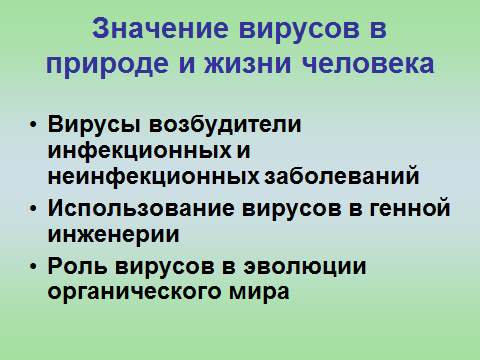 Значение вирусов в
природе и жизни человека
• Вирусы возбудители
инфекционных и
неинфекционных заболеваний
• Использование вирусов в генной
инженерии
• Роль вирусов в эволюции
органического мира